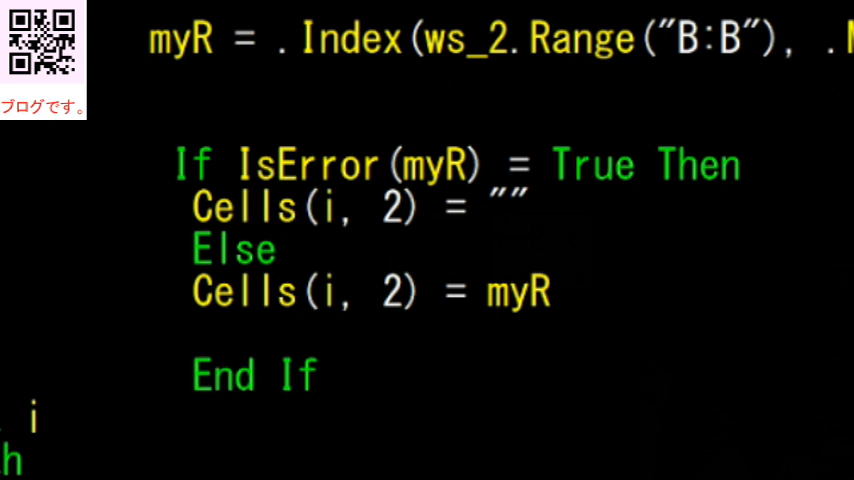 ブログです。
myR = .Index(ws_2.Range("B:B"), .
If IsError(myR) = True Then
Cells(i, 2) = ""
Else
Cells(i, 2) = myR
End If
i
h